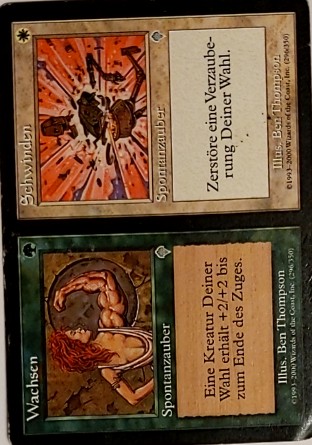 Schwinden
Spontanzauber
Zerstöre eine Verzaube-
rung Deiner Wahl.
Illus. Ben Thompson
©1993–2000 Wizards of the Coast, Inc. (296/350)
Wachsen
Spontanzauber
Eine Kreatur Deiner
Wahl erhält +2/+2 bis
zum Ende des Zuges.
Illus. Ben Thompson
©1993–2000 Wizards of the Coast, Inc. (296/350)